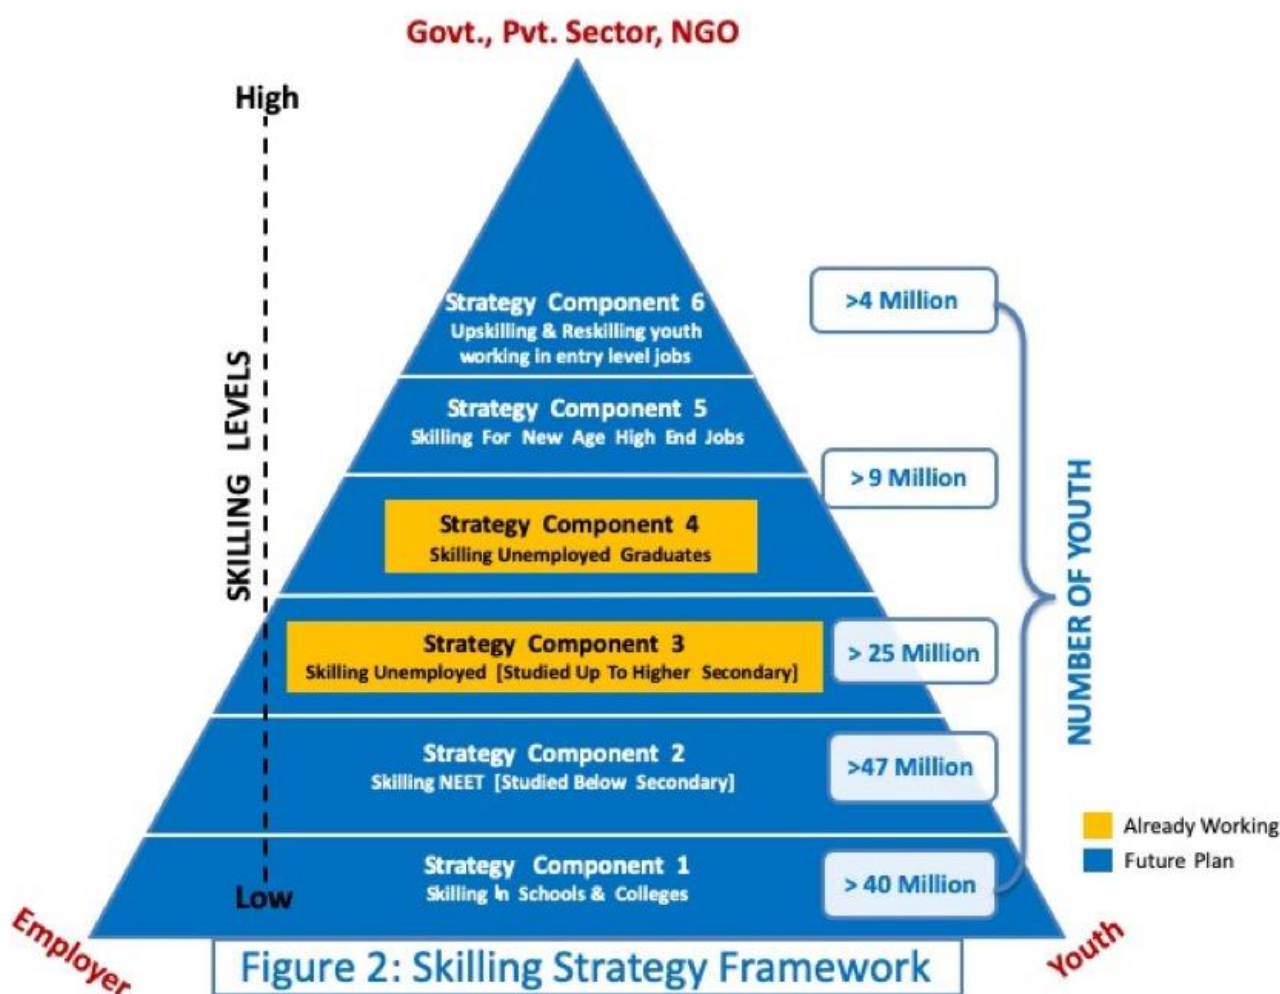 Govt., Pvt. Sector, NGO
High
SKILLING LEVELS
Low
Strategy Component 6
Upskilling & Reskilling youth
working in entry level jobs
>4 Million
Strategy Component 5
Skilling For New Age High End Jobs
> 9 Million
Strategy Component 4
Skilling Unemployed Graduates
Strategy Component 3
Skilling Unemployed [Studied Up To Higher Secondary]
> 25 Million
Strategy Component 2
Skilling NEET [Studied Below Secondary]
>47 Million
Strategy Component 1
Skilling In Schools & Colleges
> 40 Million
NUMBER OF YOUTH
Already Working
Future Plan
Employer
Youth
Figure 2: Skilling Strategy Framework